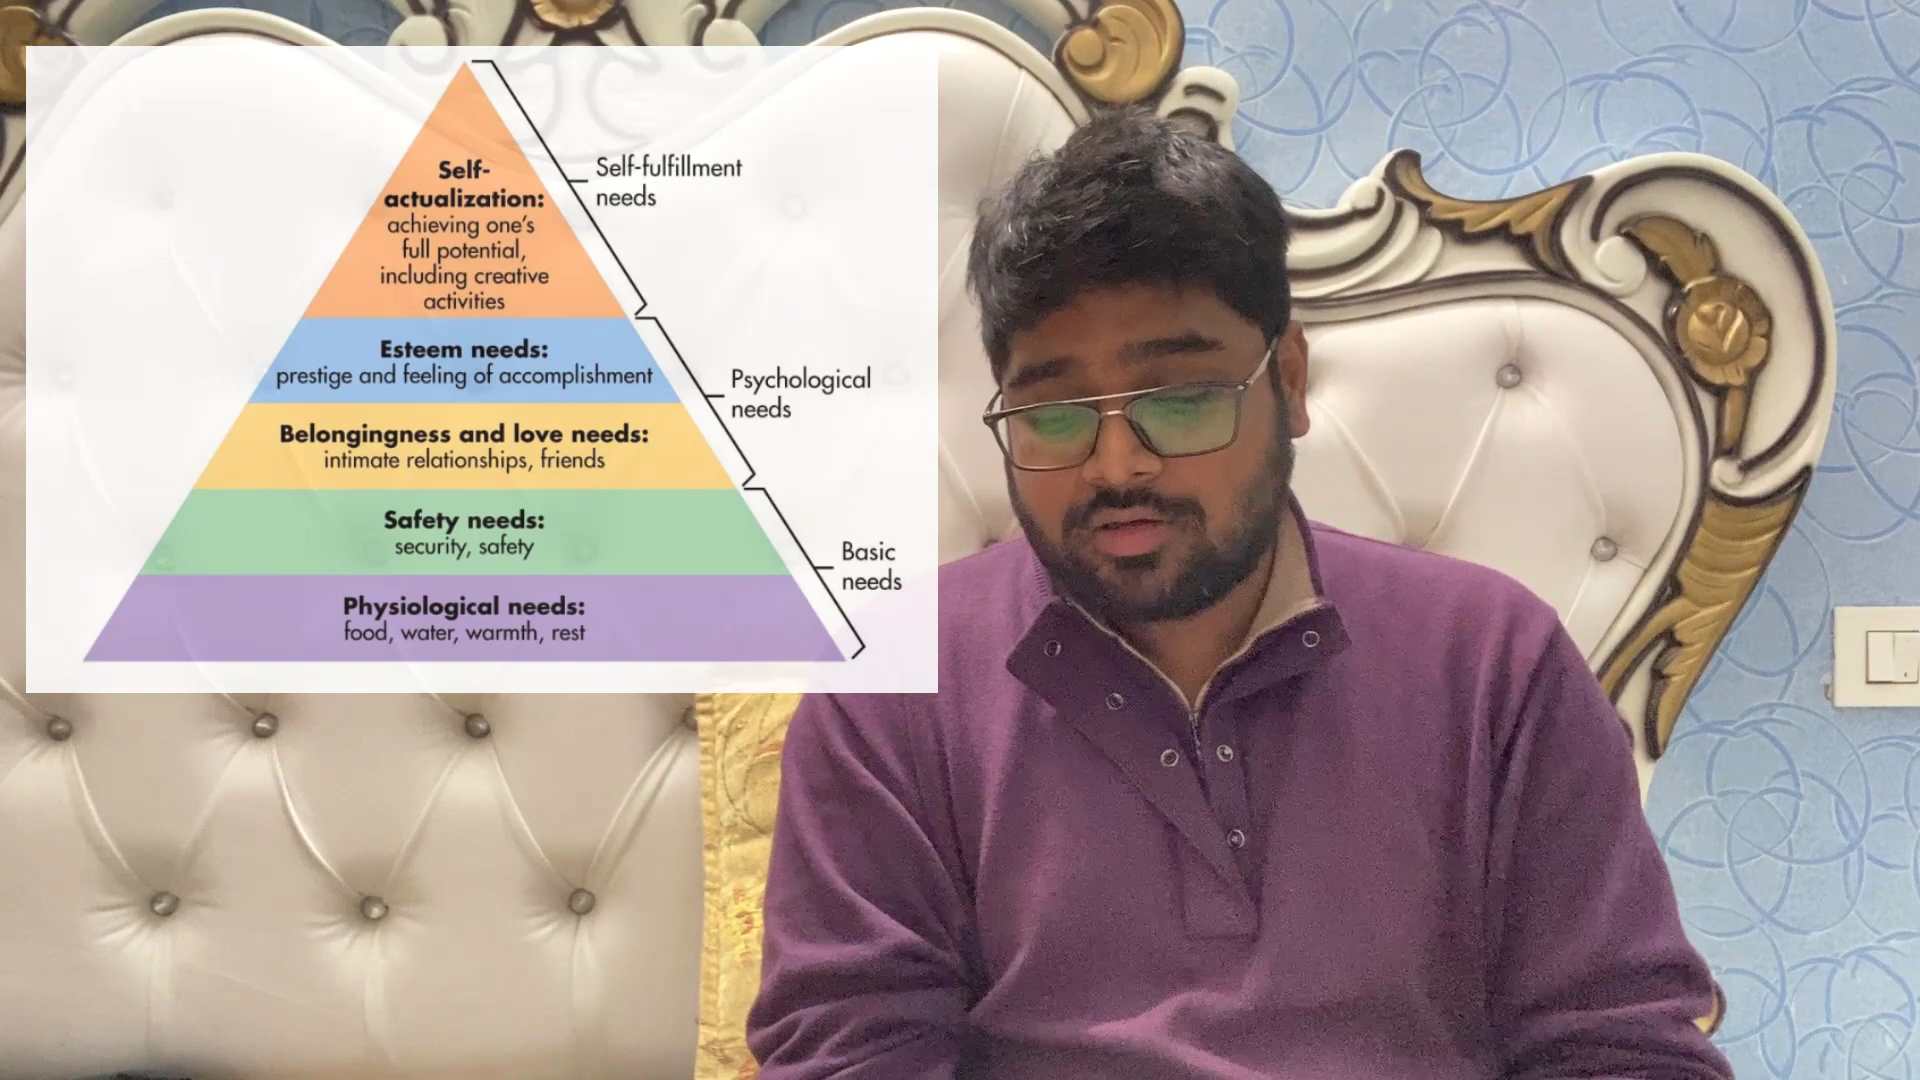 Self-
actualization:
achieving one's
full potential,
including creative
activities
Self-fulfillment
needs
Esteem needs:
prestige and feeling of accomplishment
Belongingness and love needs:
intimate relationships, friends
Psychological
needs
Safety needs:
security, safety
Physiological needs:
food, water, warmth, rest
Basic
needs